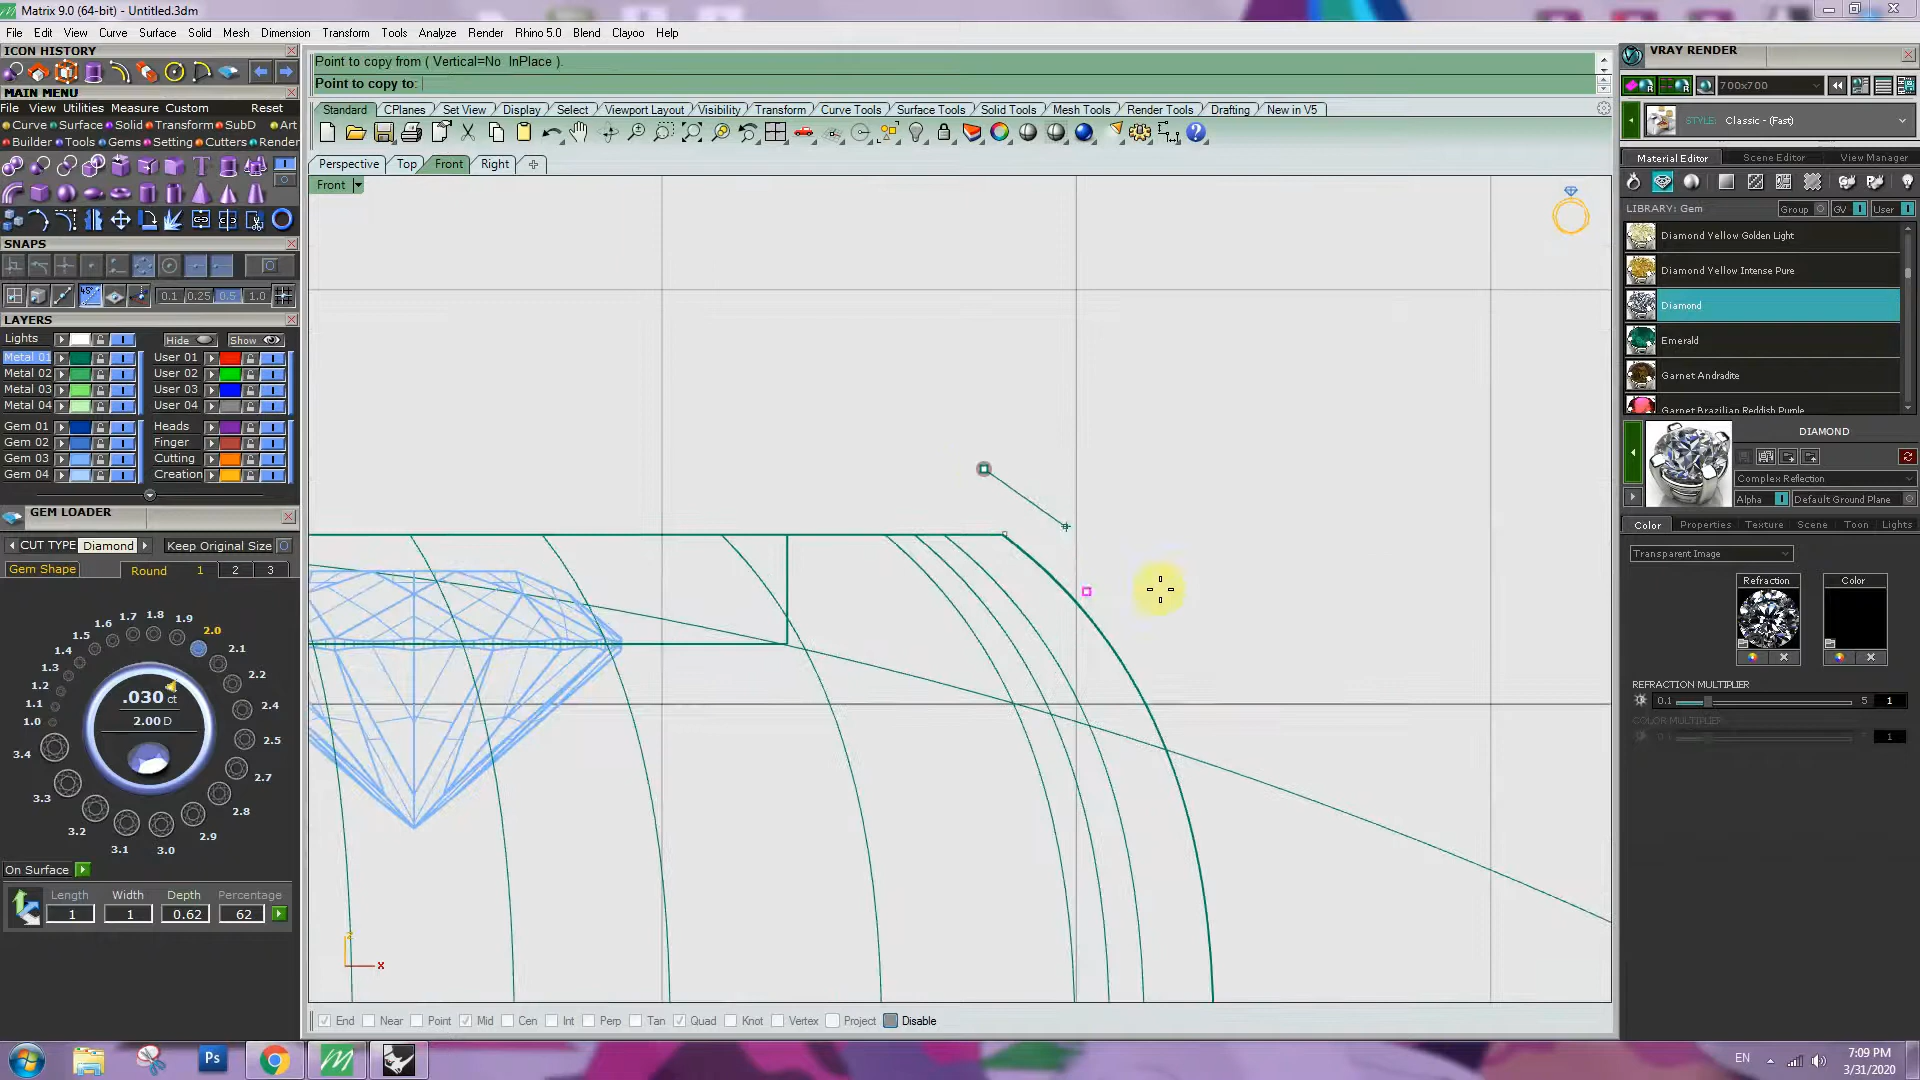 Matrix 9.0 (64-bit) - Untitled.3dm
File Edit View Curve Surface Solid Mesh Dimension Transform Tools Analyze Render Rhino 5.0 Blend Clayoo Help
ICON HISTORY
MAIN MENU
File View Utilities Measure Custom Reset
Curve Surface Solid Transform SubD Art
Builder Tools Gems Setting Cutters Render
SNAPS
0.1 0.25 0.5 1.0
LAYERS
Lights Hide Show
Metal 01 User 01
Metal 02 User 02
Metal 03 User 03
Metal 04 User 04
Gem 01 Heads
Gem 02 Finger
Gem 03 Cutting
Gem 04 Creation
GEM LOADER
CUT TYPE Diamond Keep Original Size
Gem Shape Round 1 2 3
1.7 1.8
1.6 1.9
1.5 2.0
1.4 2.1
1.3 2.2
1.2
1.1 2.4
1.0
.030 ct
2.00 D
3.4 2.5
3.3 2.7
3.2 2.8
3.1 3.0 2.9
On Surface
Length Width Depth Percentage
1 1 0.62 62
Point to copy from ( Vertical=No InPlace ).
Point to copy to:
Standard CPlanes Set View Display Select Viewport Layout Visibility Transform Curve Tools Surface Tools Solid Tools Mesh Tools Render Tools Drafting New in V5
Perspective Top Front Right
Front
z
x
End Near Point Mid Cen Int Perp Tan Quad Knot Vertex Project Disable
VRAY RENDER
700x700
STYLE: Classic - (Fast)
Material Editor Scene Editor View Manager
LIBRARY: Gem Group GV User
Diamond Yellow Golden Light
Diamond Yellow Intense Pure
Diamond
Emerald
Garnet Andradite
Garnet Brazilian Reddish Purple
DIAMOND
Complex Reflection
Alpha Default Ground Plane
Color Properties Texture Scene Toon Lights
Transparent Image
Refraction Color
REFRACTION MULTIPLIER
0.1 5 1
COLOR MULTIPLIER
0.1 5 1
Ps
EN
7:09 PM
3/31/2020